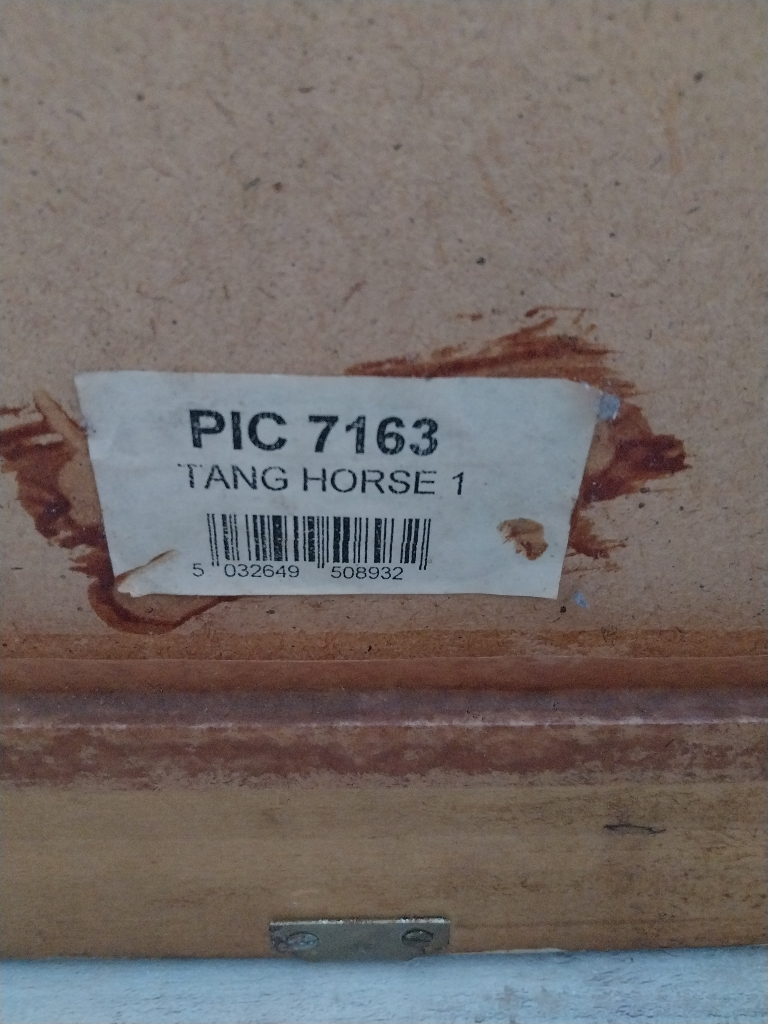 PIC 7163
TANG HORSE 1
5 032649 508932